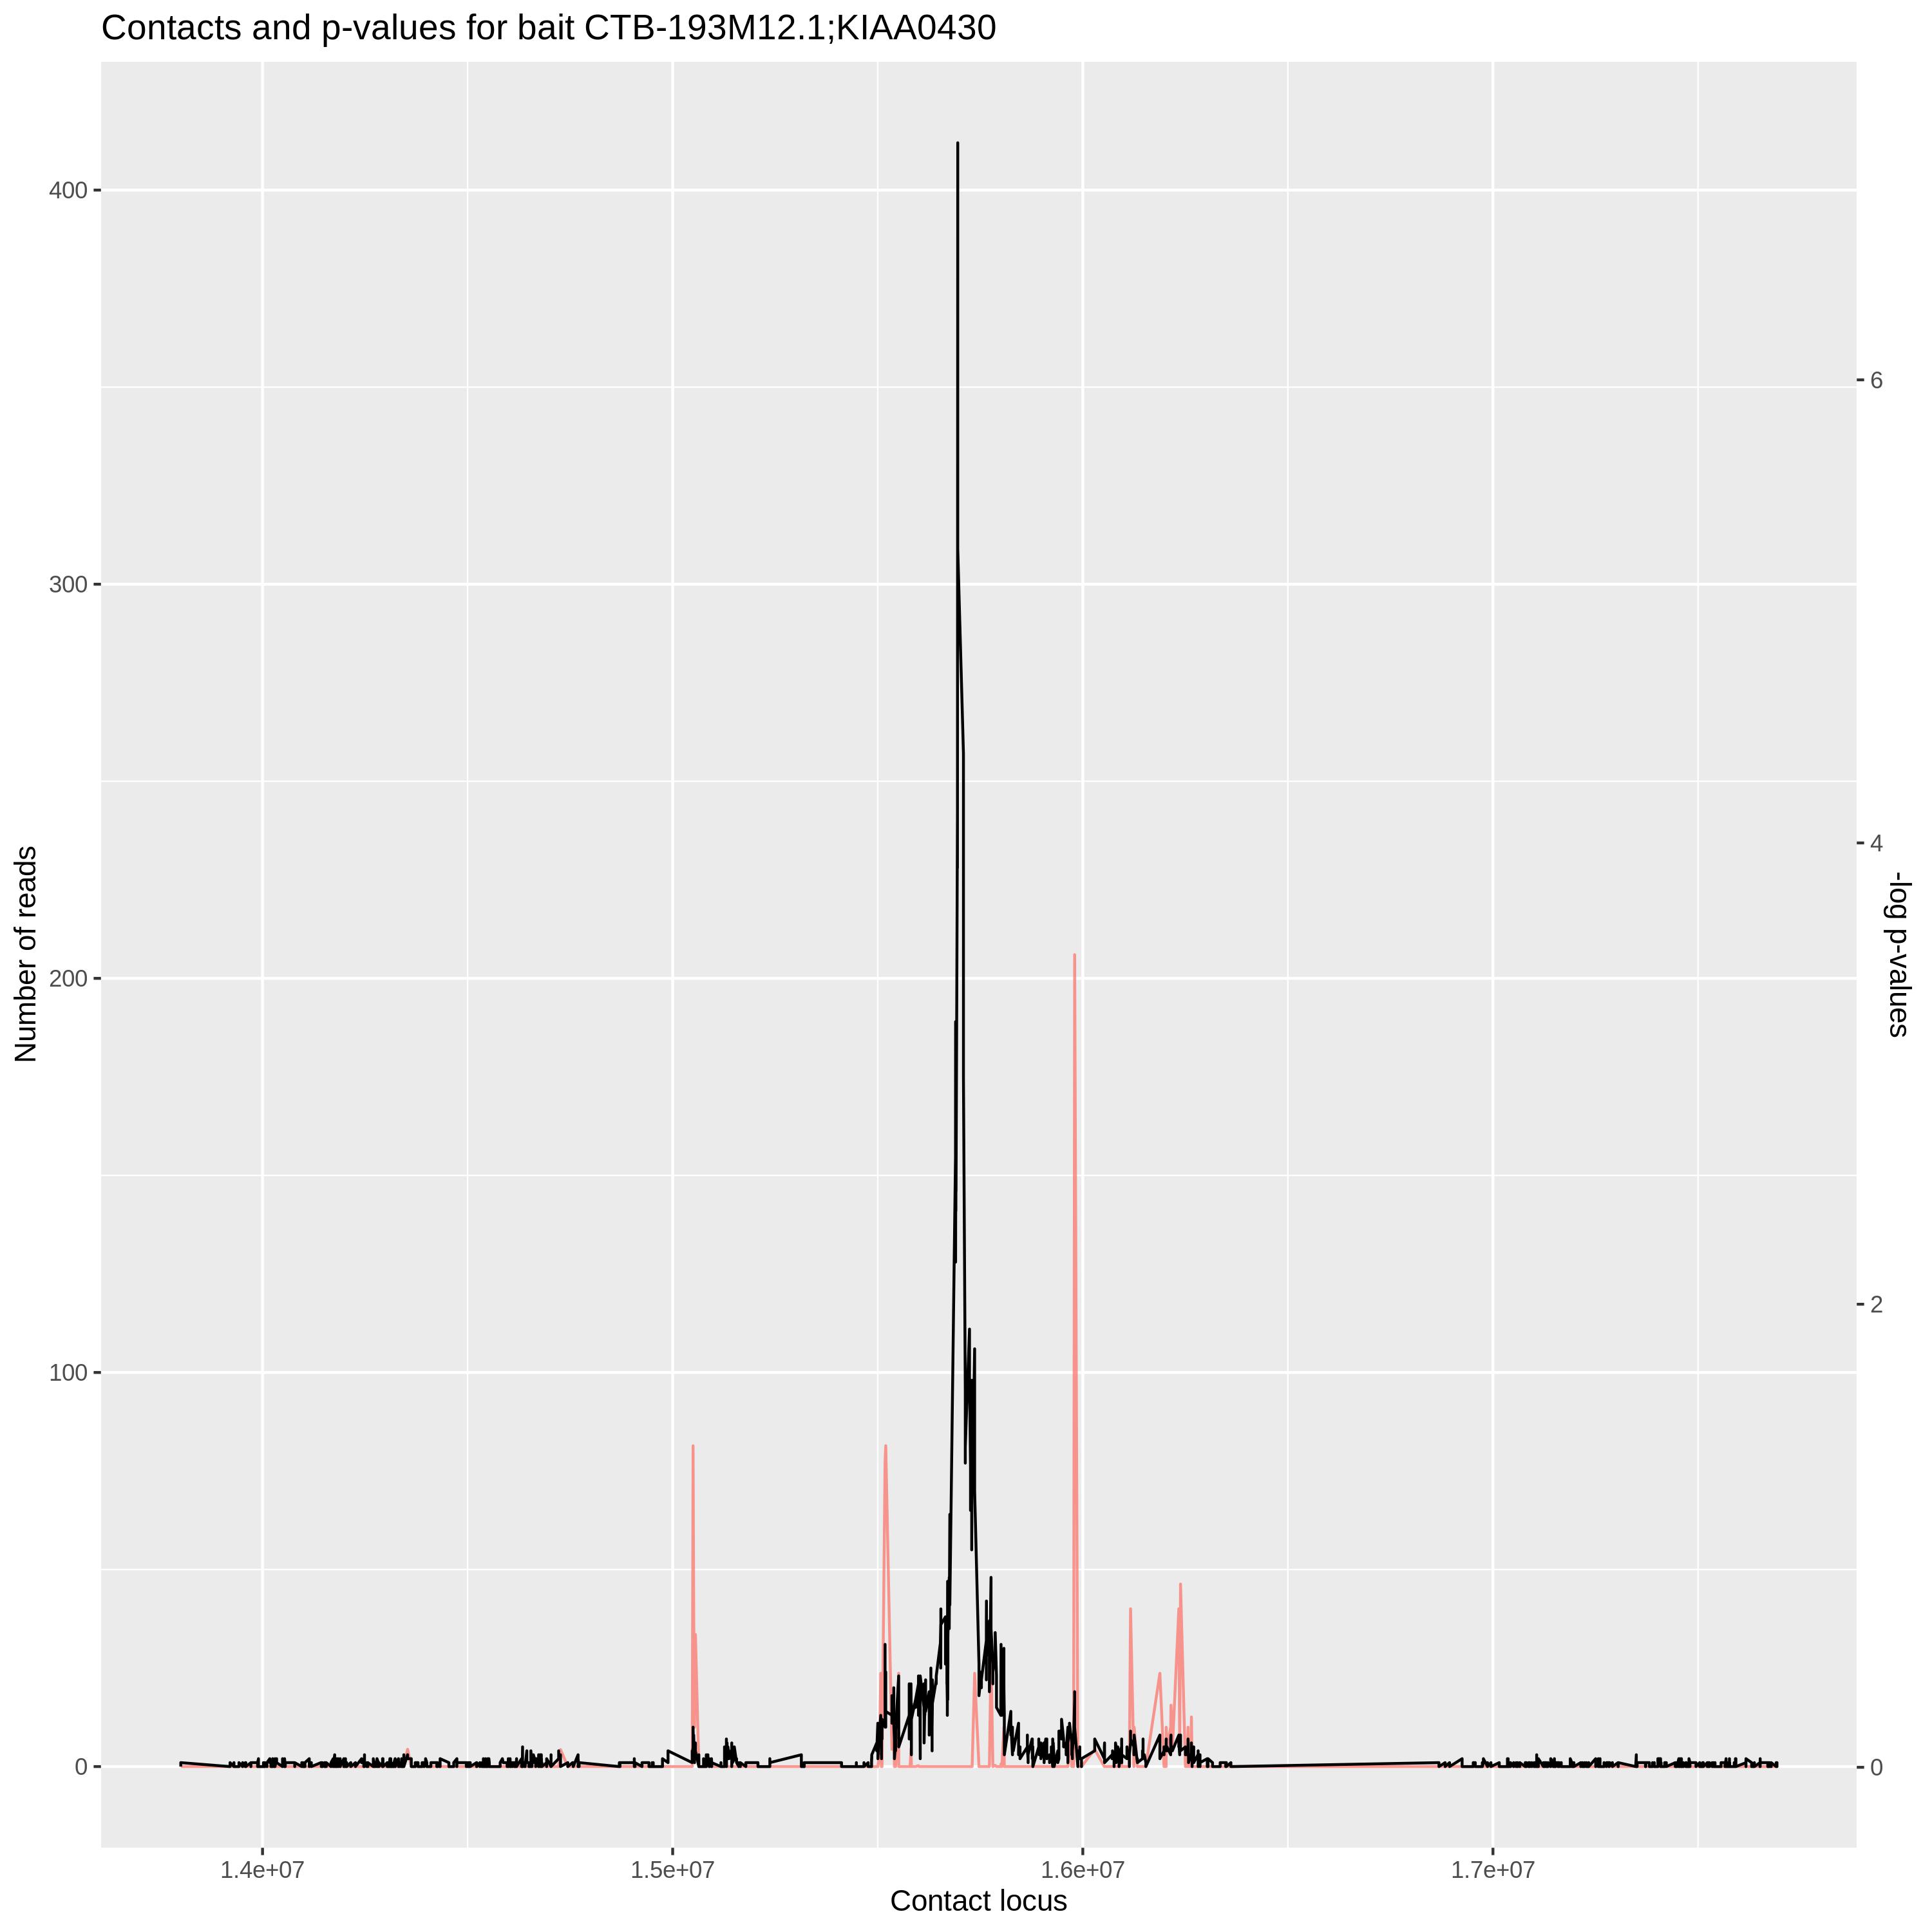 Contacts and p-values for bait CTB-193M12.1;KIAA0430
400
300
200
100
0
Number of reads
6
4
2
0
-log p-values
1.4e+07
1.5e+07
1.6e+07
1.7e+07
Contact locus